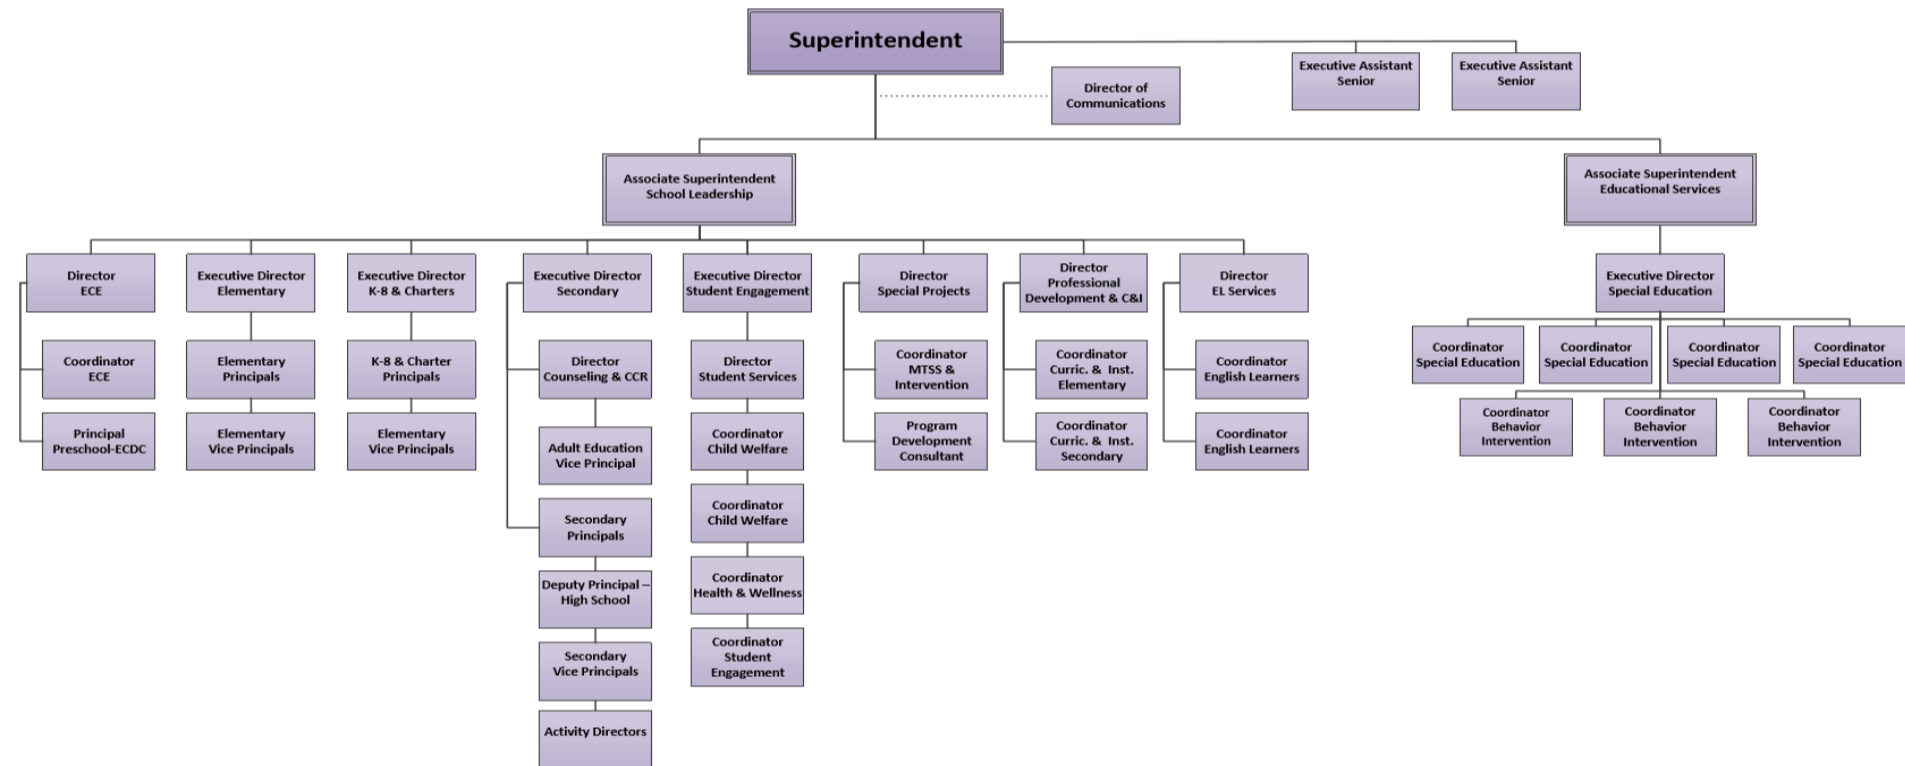 Superintendent
Executive Assistant
Senior
Executive Assistant
Senior
Director of
Communications
Associate Superintendent
School Leadership
Associate Superintendent
Educational Services
Director
ECE
Executive Director
Elementary
Executive Director
K-8 & Charters
Executive Director
Secondary
Executive Director
Student Engagement
Director
Special Projects
Director
Professional
Development & C&I
Director
EL Services
Executive Director
Special Education
Coordinator
ECE
Elementary
Principals
K-8 & Charter
Principals
Director
Counseling & CCR
Director
Student Services
Coordinator
MTSS &
Intervention
Coordinator
Curric. & Inst.
Elementary
Coordinator
English Learners
Coordinator
Special Education
Coordinator
Special Education
Coordinator
Special Education
Coordinator
Special Education
Principal
Preschool-ECDC
Elementary
Vice Principals
Elementary
Vice Principals
Adult Education
Vice Principal
Coordinator
Child Welfare
Program
Development
Consultant
Coordinator
Curric. & Inst.
Secondary
Coordinator
English Learners
Coordinator
Behavior
Intervention
Coordinator
Behavior
Intervention
Coordinator
Behavior
Intervention
Secondary
Principals
Coordinator
Child Welfare
Deputy Principal –
High School
Coordinator
Health & Wellness
Secondary
Vice Principals
Coordinator
Student
Engagement
Activity Directors